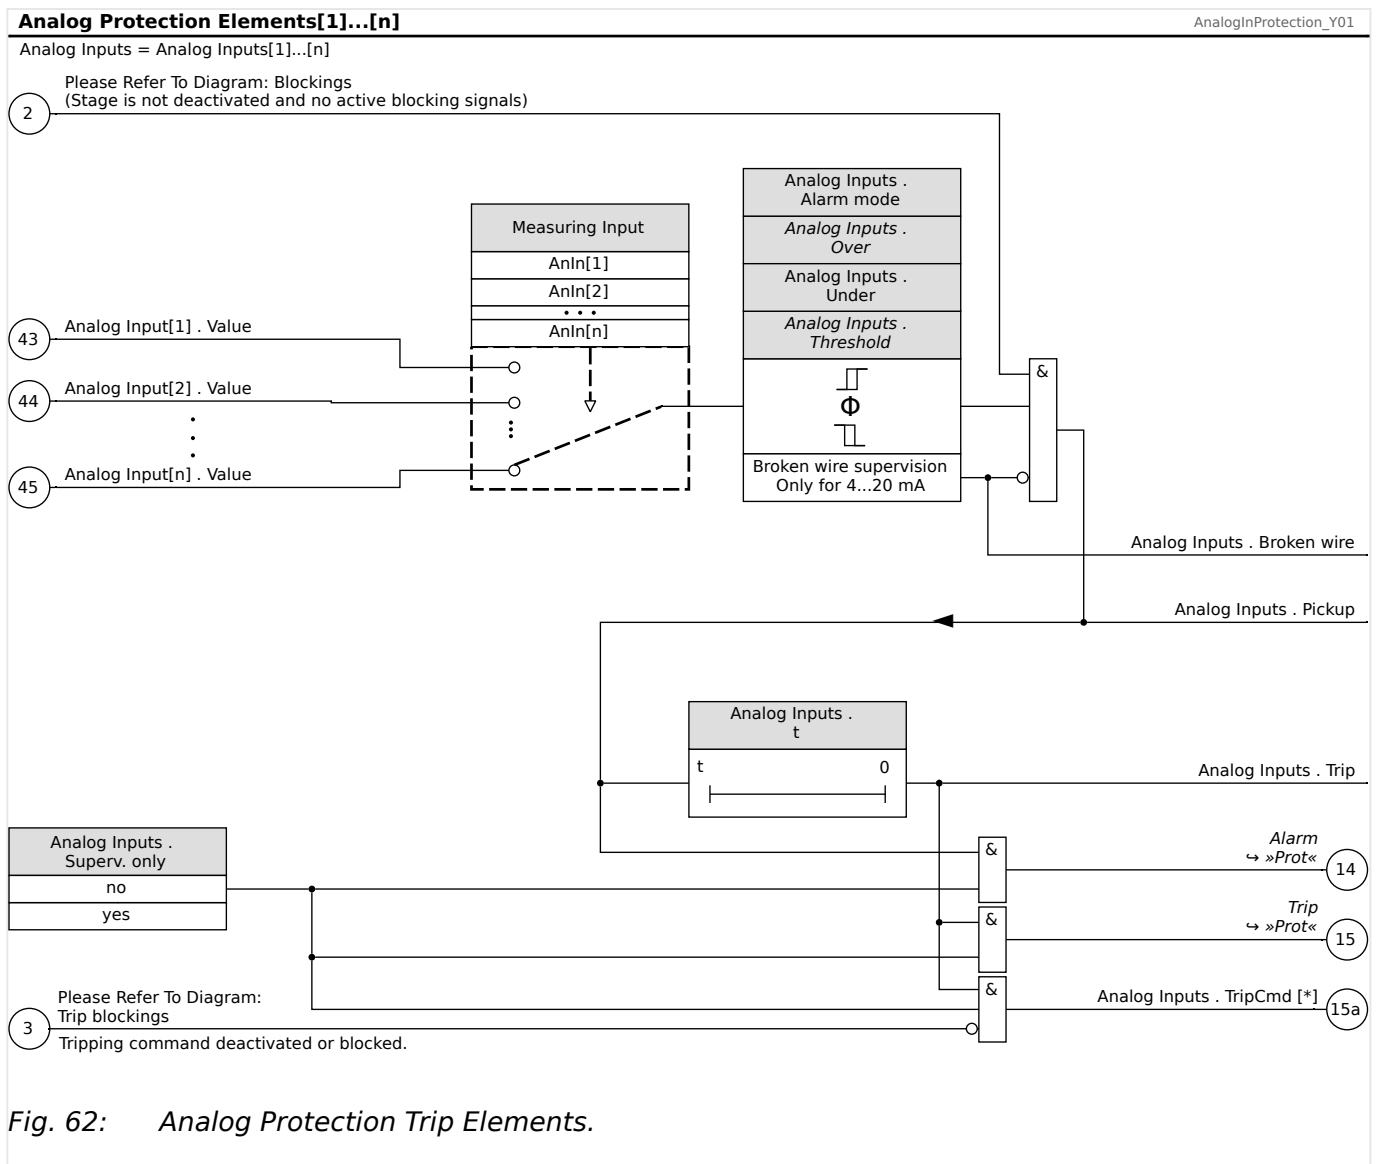 Analog Protection Elements[1]...[n]
AnalogInProtection_Y01
Analog Inputs = Analog Inputs[1]...[n]
Please Refer To Diagram: Blockings
(Stage is not deactivated and no active blocking signals)
2
Analog Inputs .
Alarm mode
Measuring Input
Analog Inputs .
Over
AnIn[1]
Analog Inputs .
Under
AnIn[2]
• • •
AnIn[n]
Analog Inputs .
Threshold
43
Analog Input[1] . Value
&
44
Analog Input[2] . Value
Φ
45
Analog Input[n] . Value
Broken wire supervision
Only for 4...20 mA
Analog Inputs . Broken wire
Analog Inputs . Pickup
Analog Inputs .
t
t 0
Analog Inputs . Trip
Analog Inputs .
Superv. only
no
yes
&
Alarm
↪ »Prot«
14
&
Trip
↪ »Prot«
15
&
Analog Inputs . TripCmd [*]
15a
Please Refer To Diagram:
Trip blockings
3
Tripping command deactivated or blocked.
Fig. 62: Analog Protection Trip Elements.